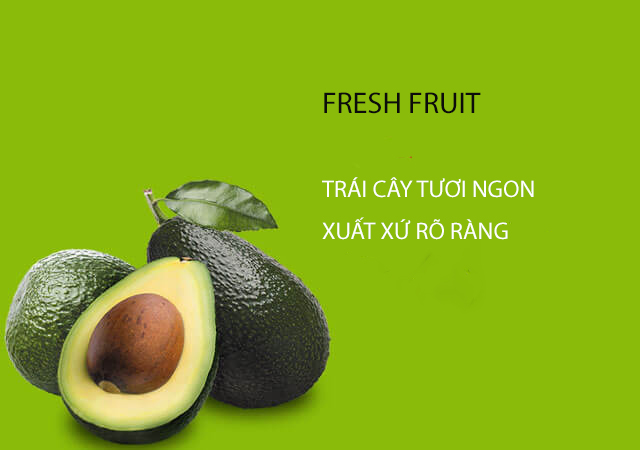 FRESH FRUIT
TRÁI CÂY TƯƠI NGON
XUẤT XỨ RÕ RÀNG